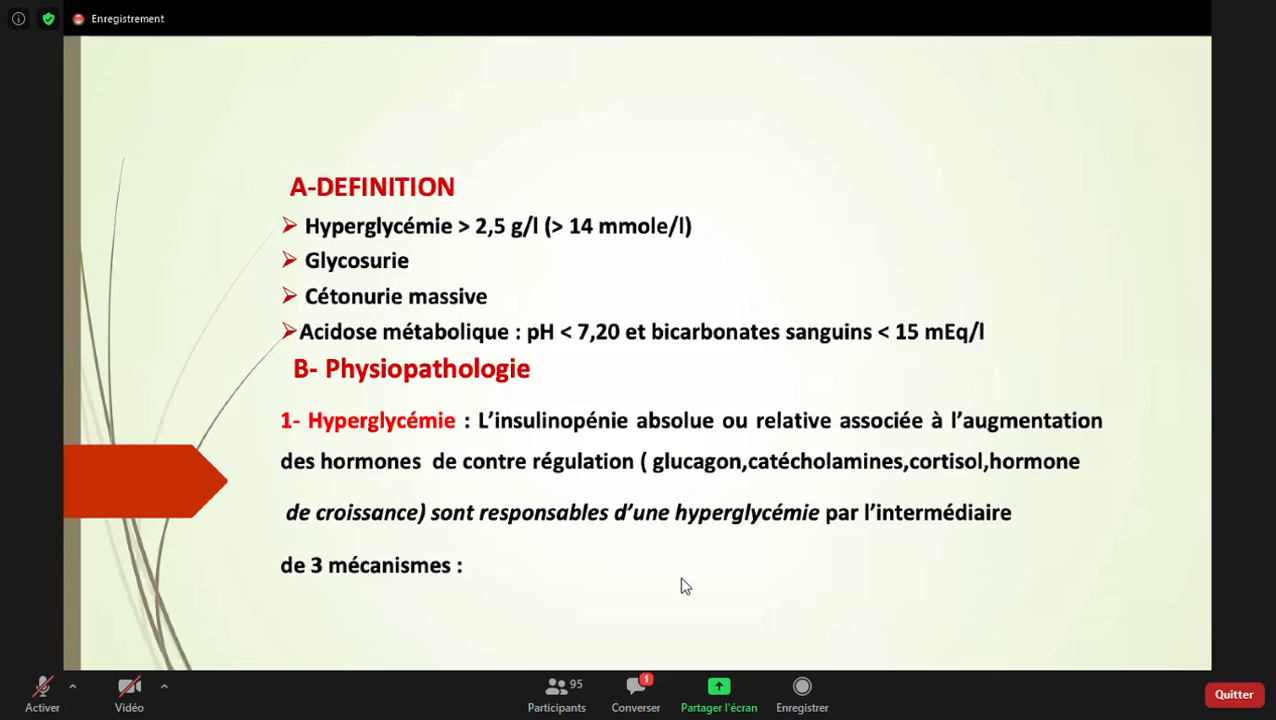 Enregistrement
A-DEFINITION
Hyperglycémie > 2,5 g/l (> 14 mmole/l)
Glycosurie
Cétonurie massive
Acidose métabolique : pH < 7,20 et bicarbonates sanguins < 15 mEq/l
B- Physiopathologie
1- Hyperglycémie : L'insulinopénie absolue ou relative associée à l'augmentation
des hormones de contre régulation ( glucagon,catécholamines,cortisol,hormone
de croissance) sont responsables d'une hyperglycémie par l'intermédiaire
de 3 mécanismes :
95
1
Activer
Vidéo
Participants
Converser
Partager l'écran
Enregistrer
Quitter